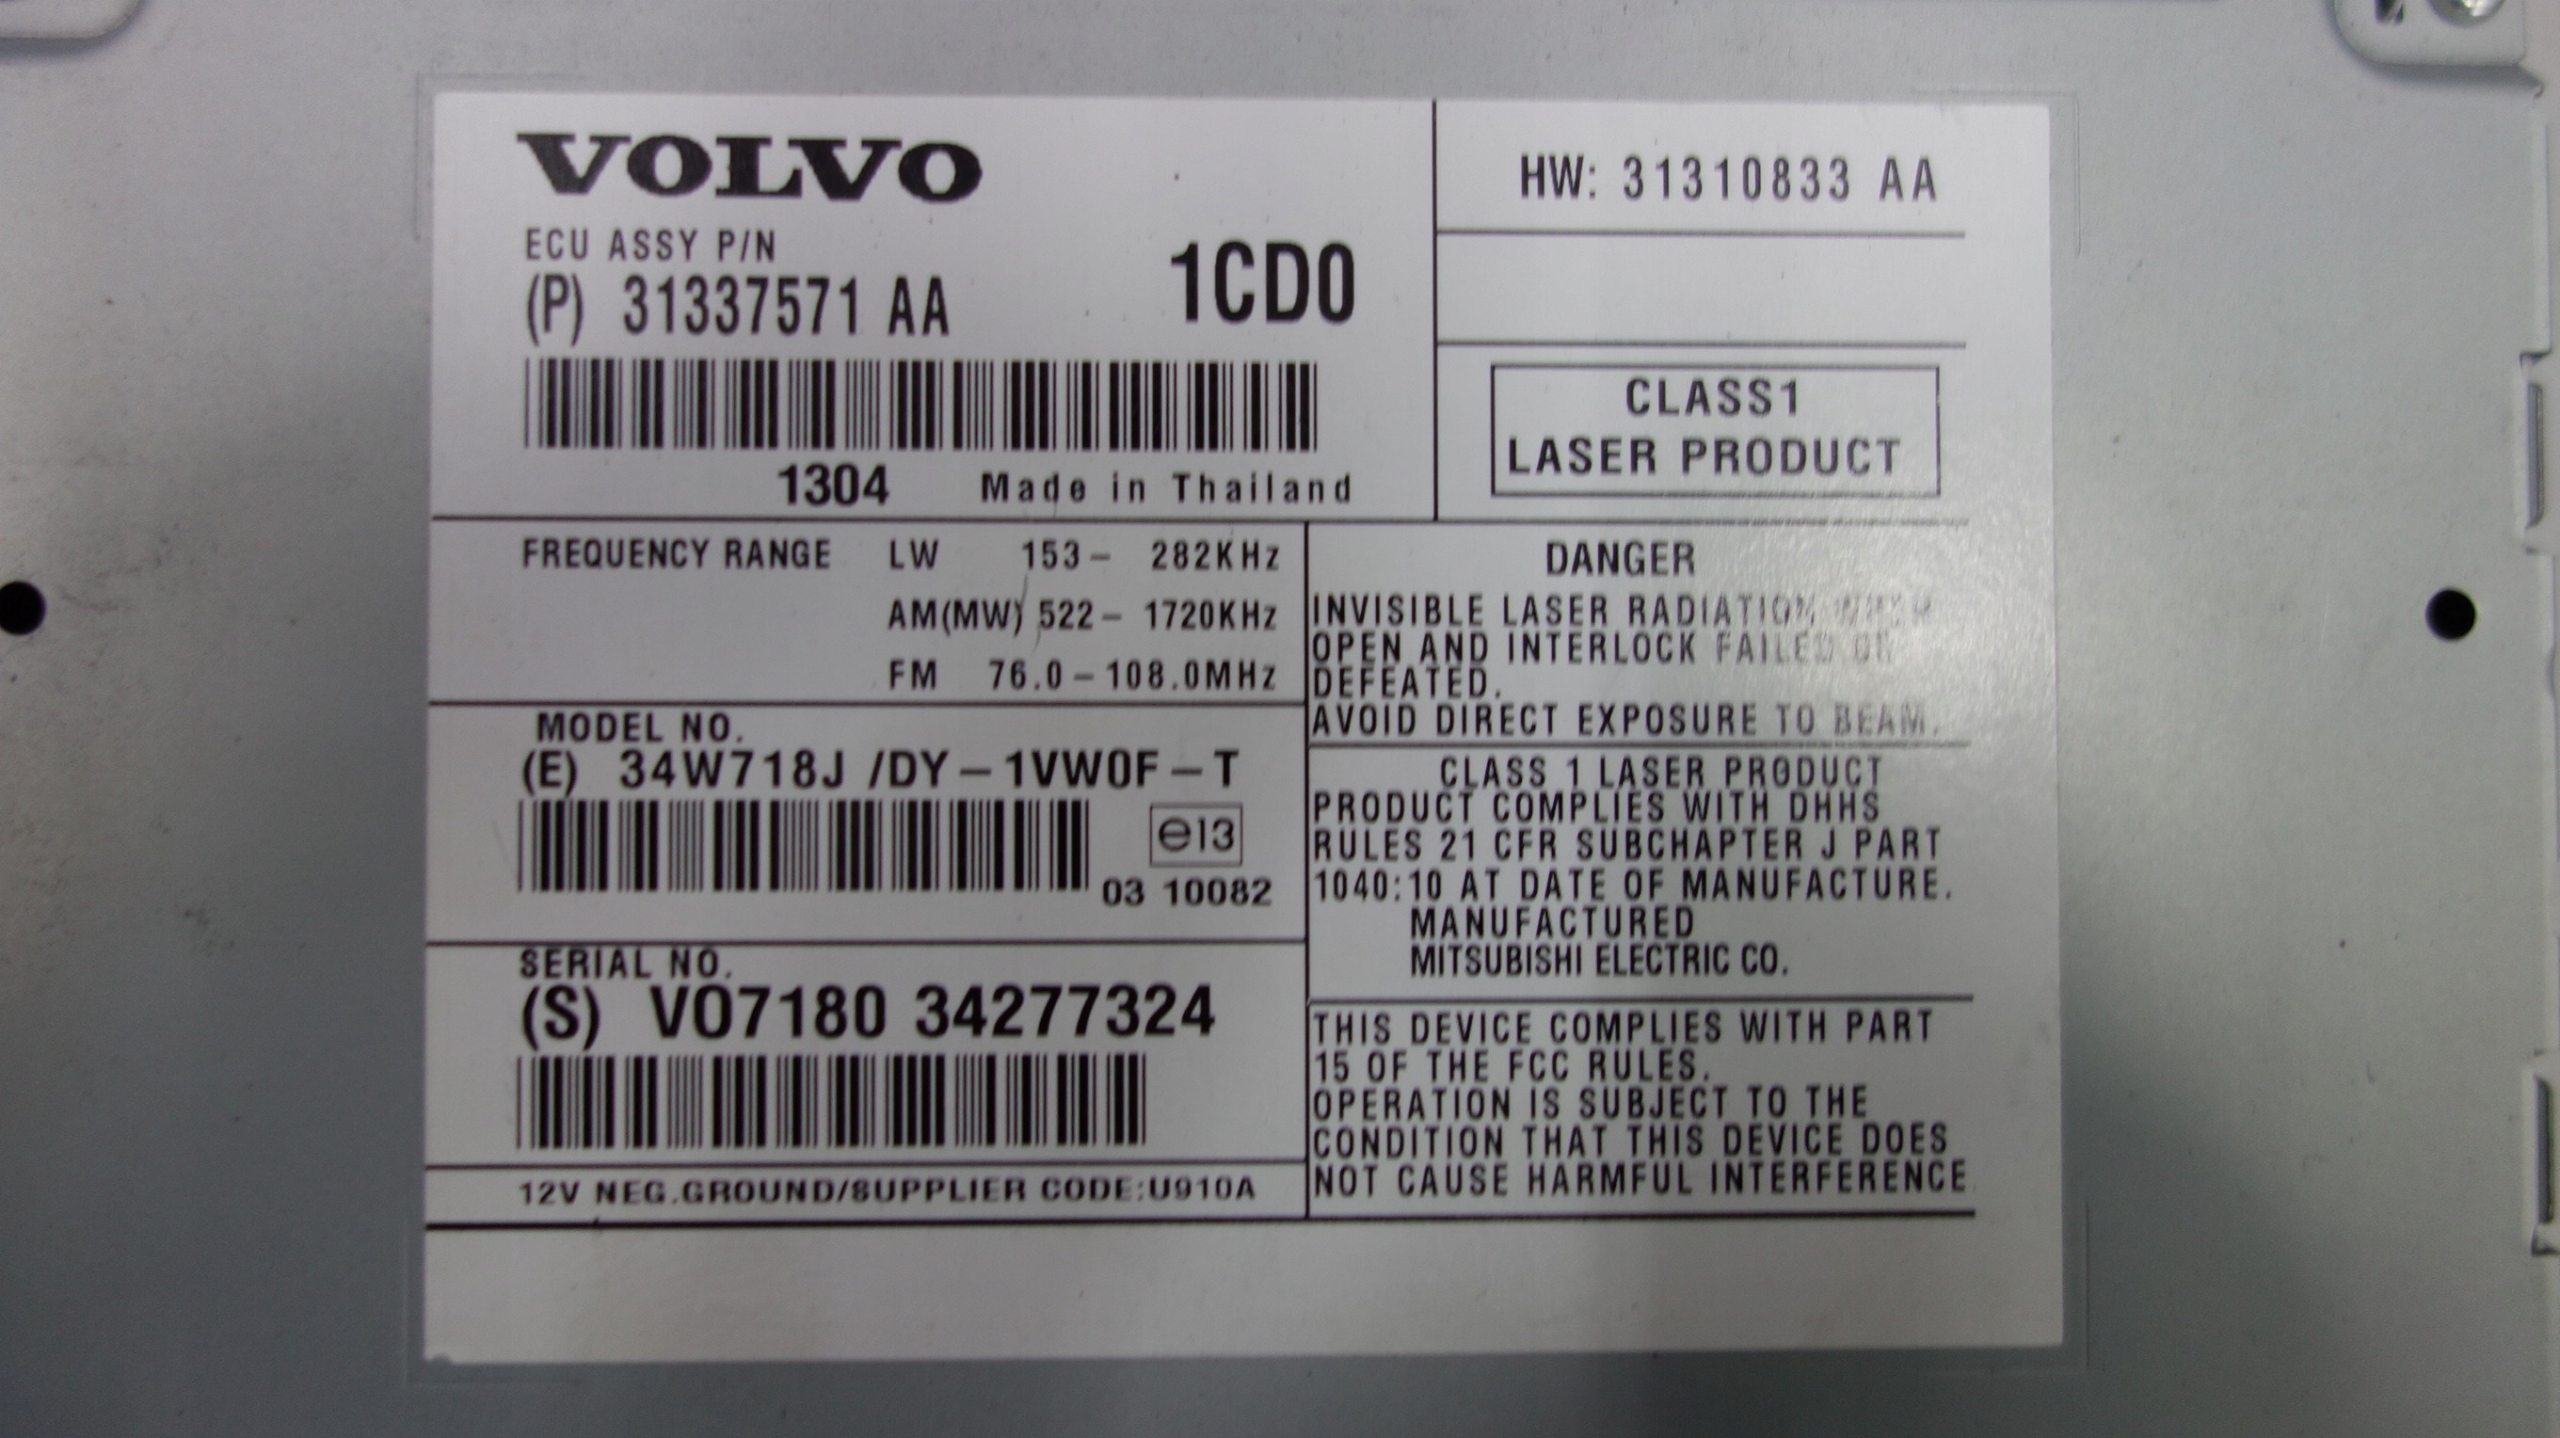 VOLVO
ECU ASSY P/N
(P) 31337571 AA
1CD0
1304 Made in Thailand
HW: 31310833 AA
CLASS1
LASER PRODUCT
FREQUENCY RANGE LW 153 – 282KHz
AM(MW) 522 – 1720KHz
FM 76.0 – 108.0MHz
MODEL NO.
(E) 34W718J /DY – 1VW0F – T
e13
03 10082
SERIAL NO.
(S) VO7180 34277324
12V NEG.GROUND/SUPPLIER CODE:U910A
DANGER
INVISIBLE LASER RADIATION WHEN
OPEN AND INTERLOCK FAILED OR
DEFEATED.
AVOID DIRECT EXPOSURE TO BEAM.
CLASS 1 LASER PRODUCT
PRODUCT COMPLIES WITH DHHS
RULES 21 CFR SUBCHAPTER J PART
1040:10 AT DATE OF MANUFACTURE.
MANUFACTURED
MITSUBISHI ELECTRIC CO.
THIS DEVICE COMPLIES WITH PART
15 OF THE FCC RULES.
OPERATION IS SUBJECT TO THE
CONDITION THAT THIS DEVICE DOES
NOT CAUSE HARMFUL INTERFERENCE